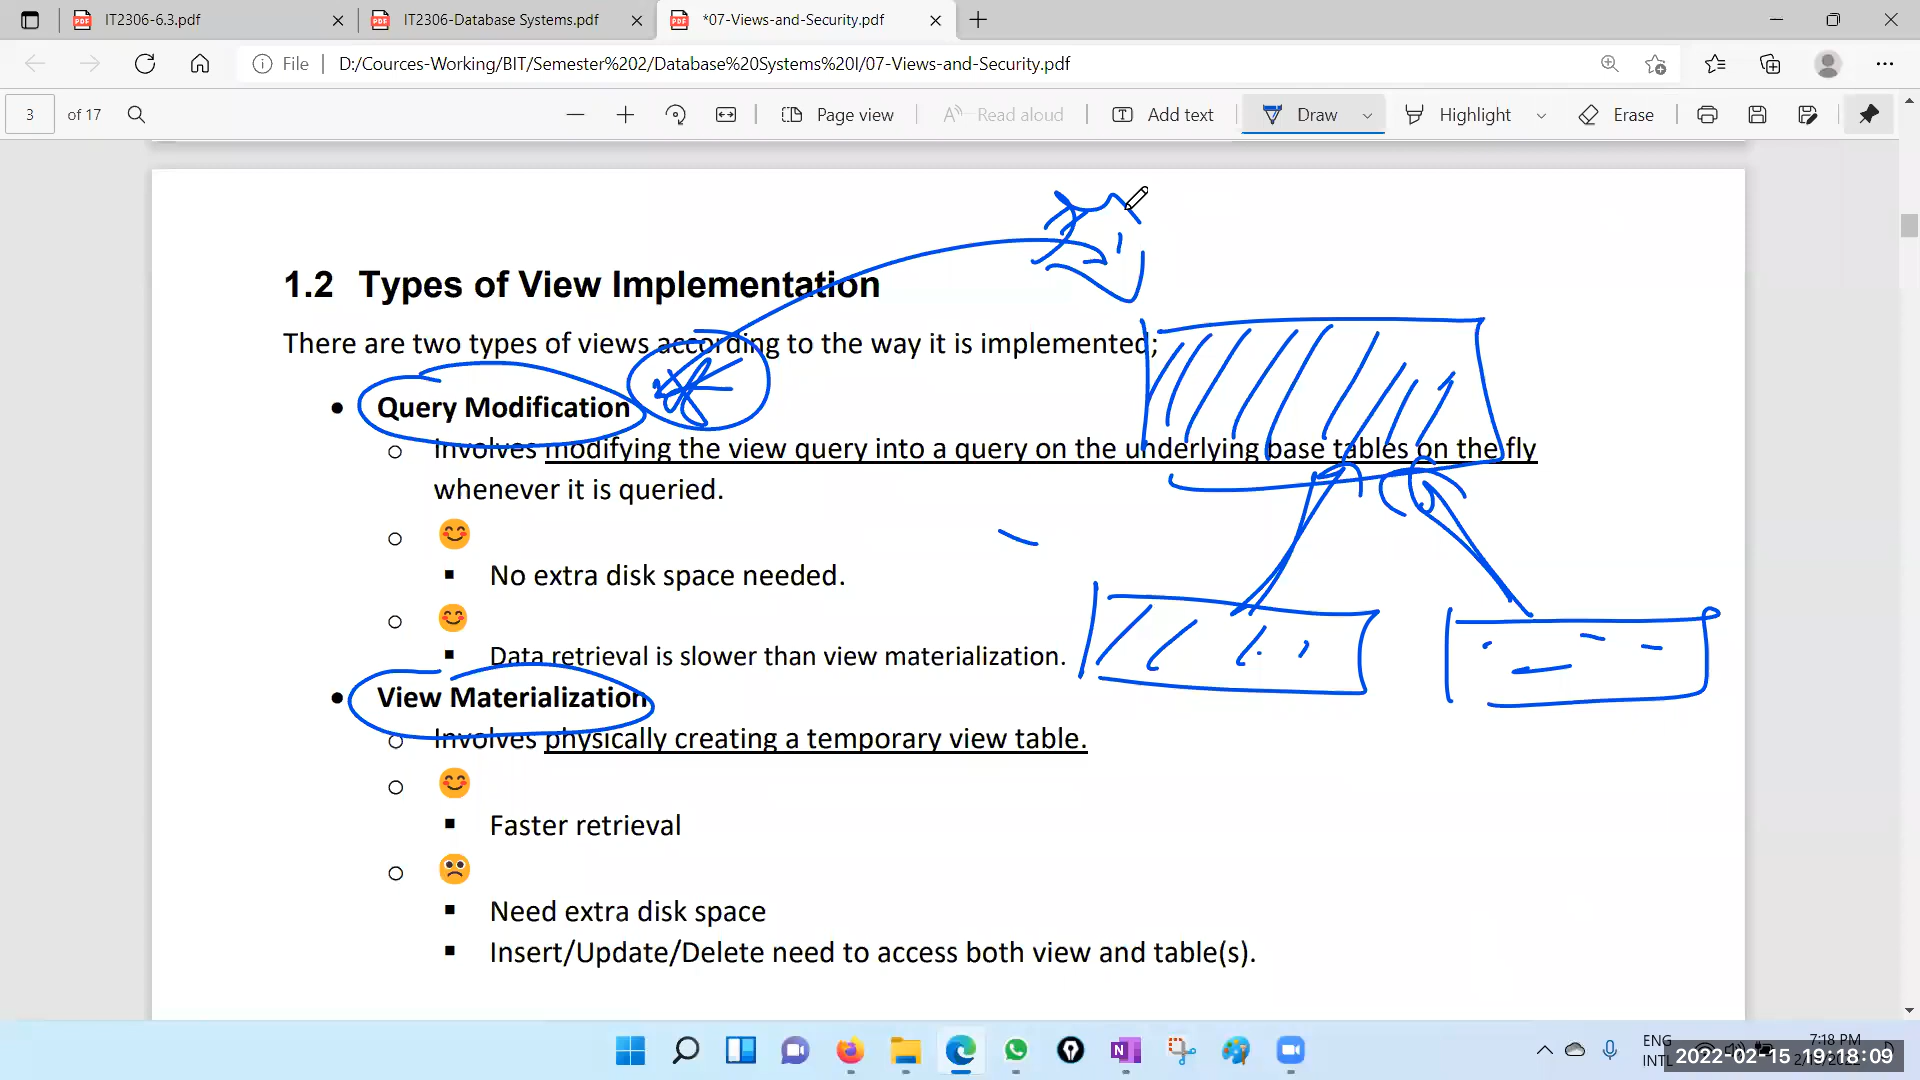 IT2306-6.3.pdf
IT2306-Database Systems.pdf
*07-Views-and-Security.pdf
File
D:/Cources-Working/BIT/Semester%202/Database%20Systems%20I/07-Views-and-Security.pdf
3 of 17
Page view
Read aloud
Add text
Draw
Highlight
Erase
1.2 Types of View Implementation
There are two types of views according to the way it is implemented;
• Query Modification
o Involves modifying the view query into a query on the underlying base tables on the fly
whenever it is queried.
o 😊
▪ No extra disk space needed.
o 😊
▪ Data retrieval is slower than view materialization.
• View Materialization
o Involves physically creating a temporary view table.
o 😊
▪ Faster retrieval
o ☹
▪ Need extra disk space
▪ Insert/Update/Delete need to access both view and table(s).
ENG
INTL
7:18 PM
2022-02-15 19:18:09